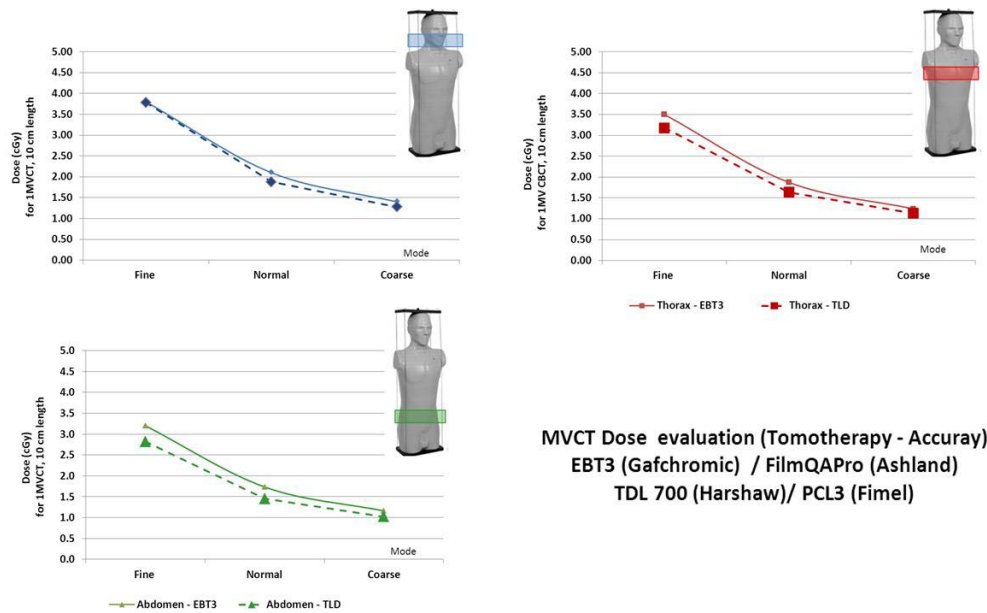 Dose (cGy)
for 1MVCT, 10 cm length
5.00
4.50
4.00
3.50
3.00
2.50
2.00
1.50
1.00
0.50
0.00
Mode
Fine Normal Coarse
Dose (cGy)
for 1MV CBCT, 10 cm length
5.00
4.50
4.00
3.50
3.00
2.50
2.00
1.50
1.00
0.50
0.00
Mode
Fine Normal Coarse
Thorax - EBT3 Thorax - TLD
Dose (cGy)
for 1MVCT, 10 cm length
5.0
4.5
4.0
3.5
3.0
2.5
2.0
1.5
1.0
0.5
0.0
Mode
Fine Normal Coarse
Abdomen - EBT3 Abdomen - TLD
MVCT Dose evaluation (Tomotherapy - Accuray)
EBT3 (Gafchromic) / FilmQAPro (Ashland)
TDL 700 (Harshaw)/ PCL3 (Fimel)